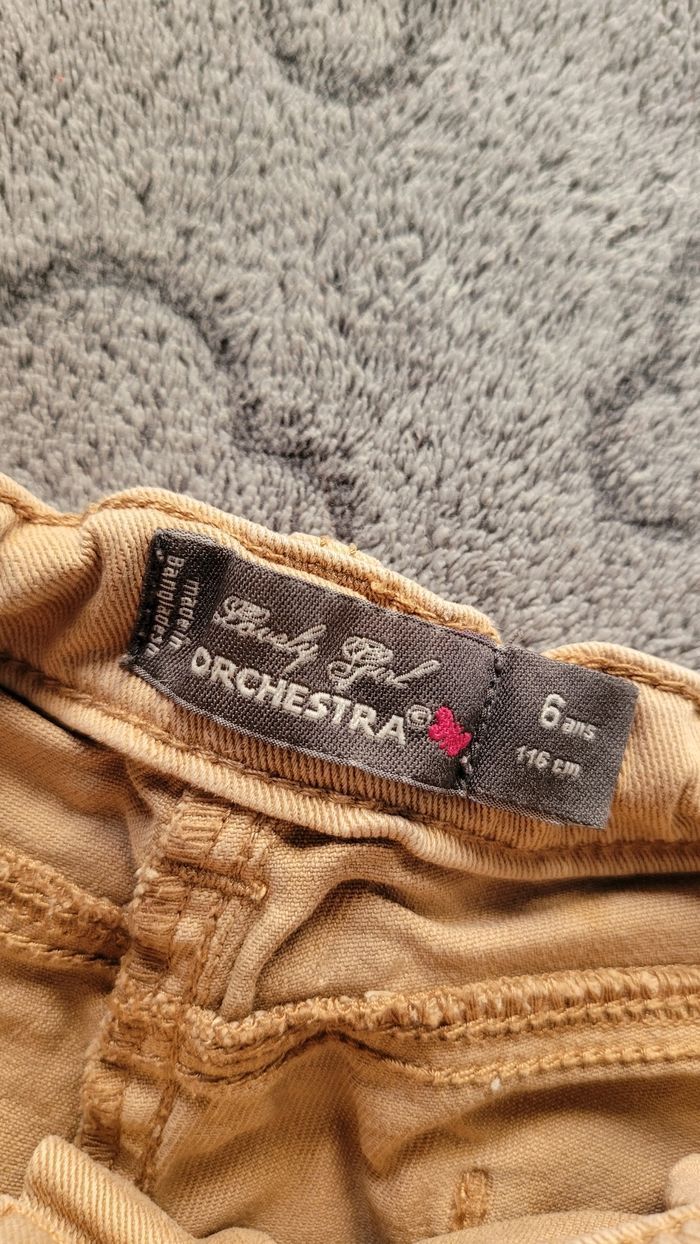 made in
Bangladesh
Lovely Girl
ORCHESTRA©
6 ans
116 cm